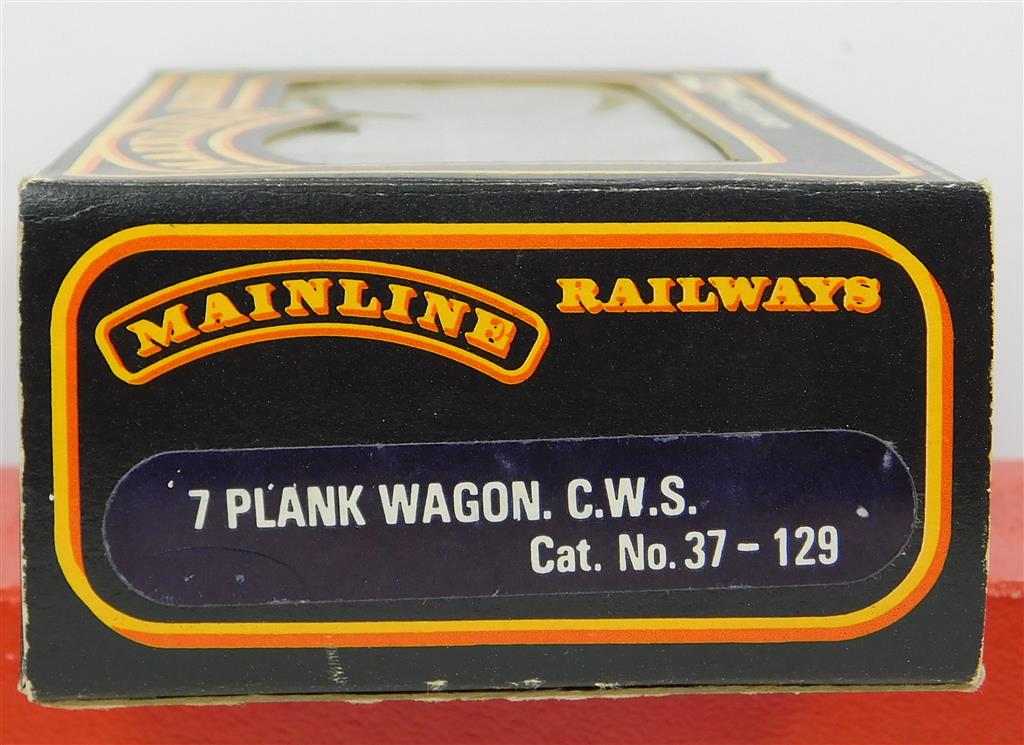 MAINLINE RAILWAYS
7 PLANK WAGON. C.W.S.
Cat. No. 37 - 129